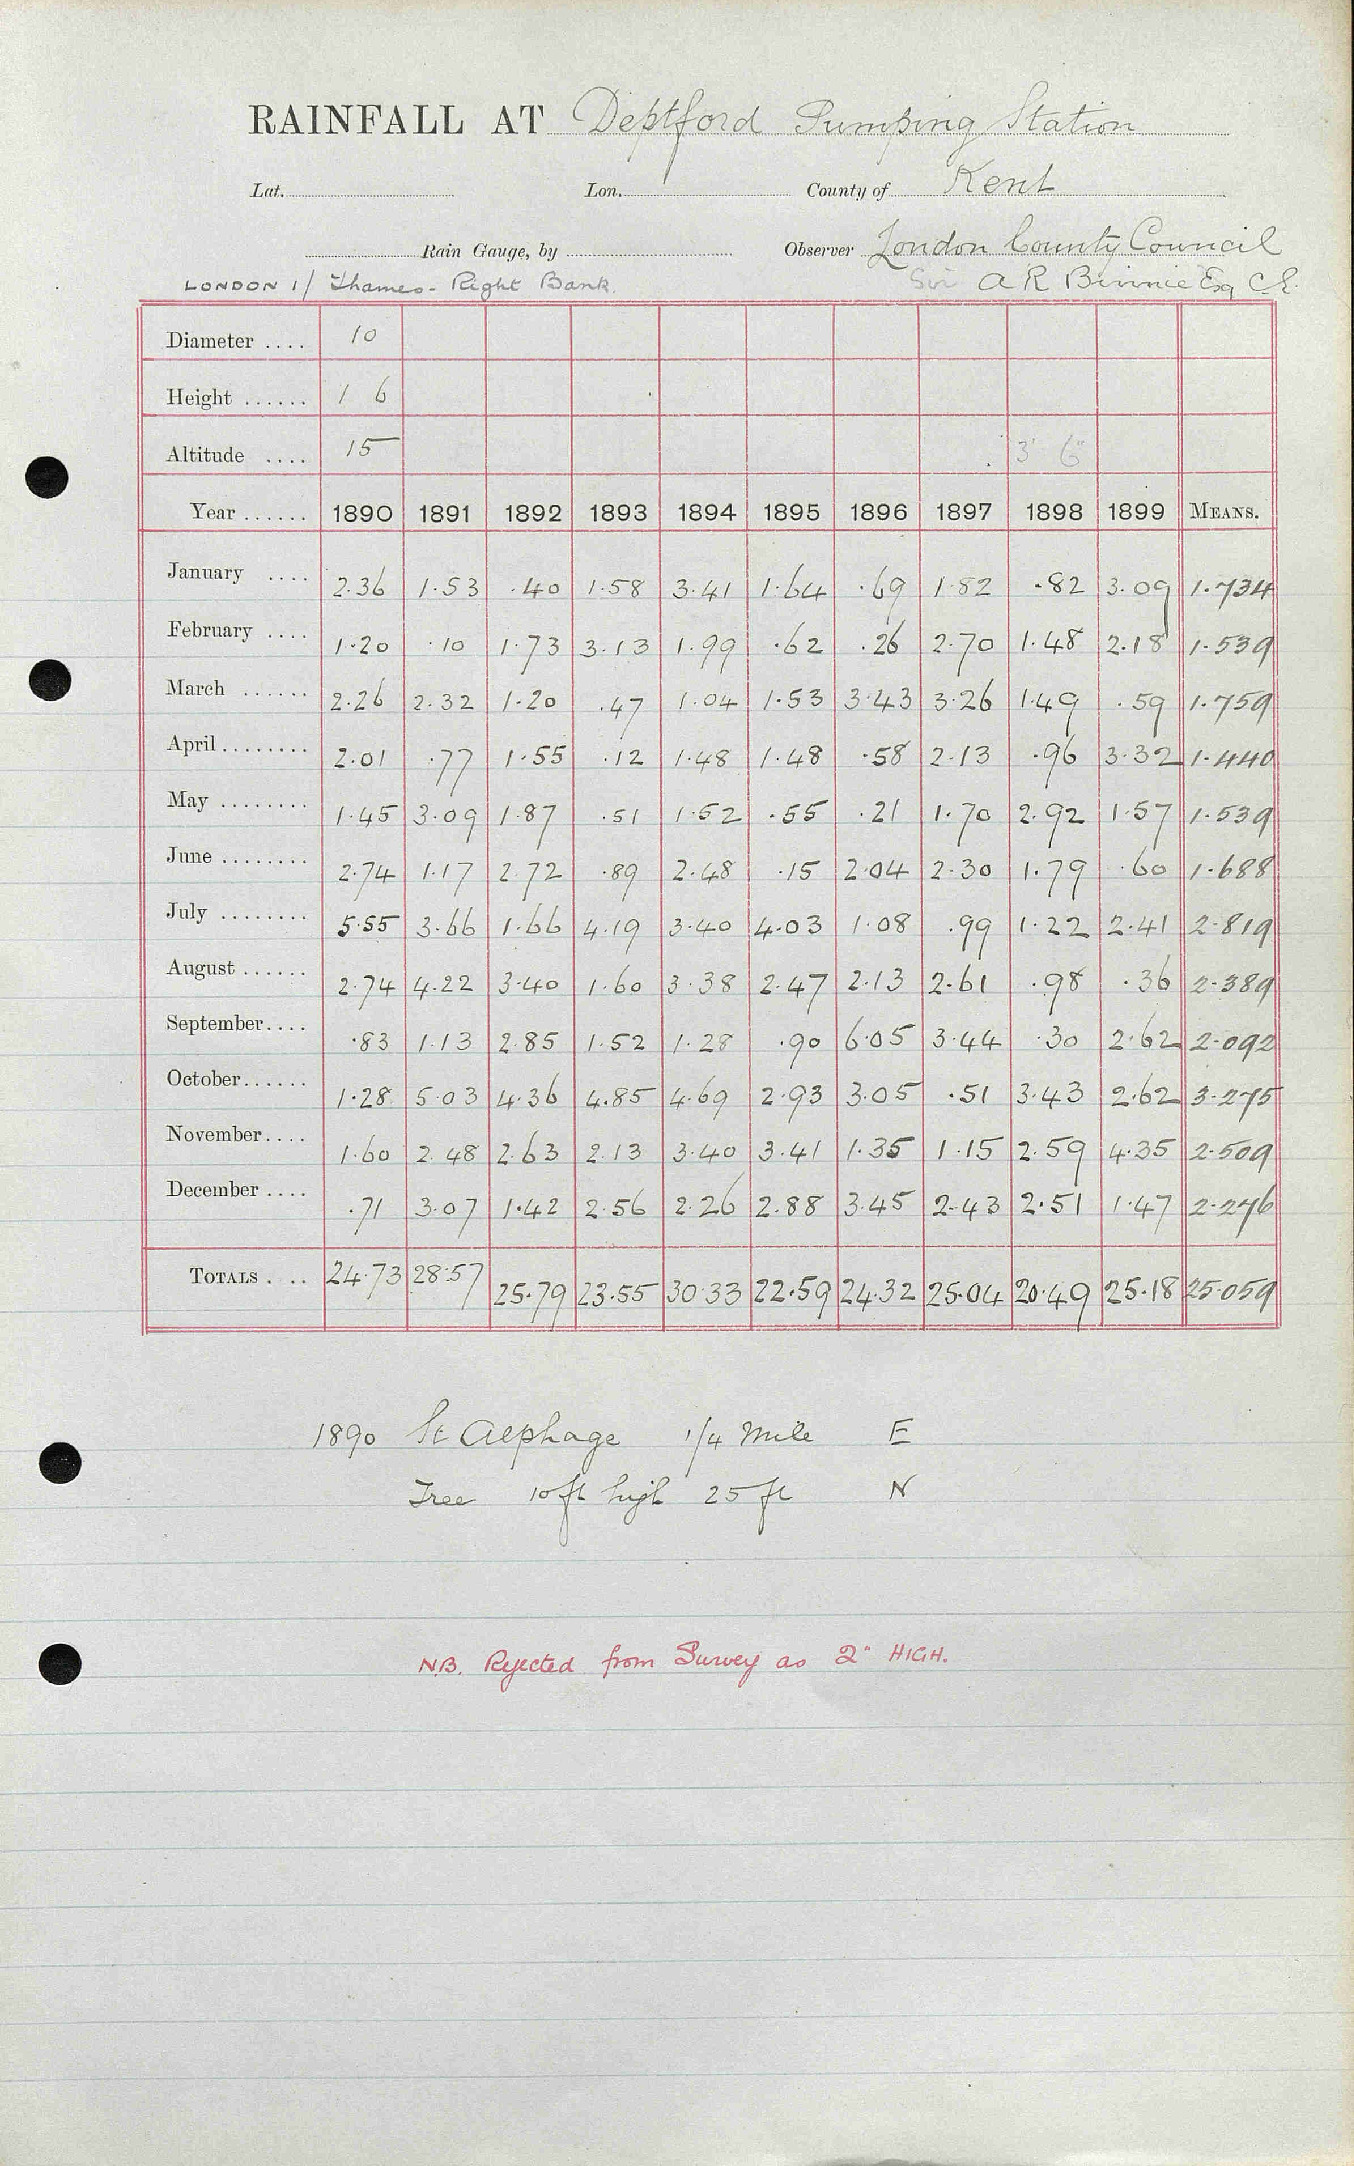 RAINFALL AT Deptford Pumping Station
Lat. Lon. County of Kent
Rain Gauge, by Observer London County Council
LONDON 1/ Thames - Right Bank. Sir A R Binnie Esq C.E.
Diameter .... 10
Height ...... 1 6
Altitude .... 15 3' 6"
Year ...... 1890 1891 1892 1893 1894 1895 1896 1897 1898 1899 MEANS.
January .... 2.36 1.53 .40 1.58 3.41 1.64 .69 1.82 .82 3.09 1.734
February .... 1.20 .10 1.73 3.13 1.99 .62 .26 2.70 1.48 2.18 1.539
March ...... 2.26 2.32 1.20 .47 1.04 1.53 3.43 3.26 1.49 .59 1.759
April ........ 2.01 .77 1.55 .12 1.48 1.48 .58 2.13 .96 3.32 1.440
May ........ 1.45 3.09 1.87 .51 1.52 .55 .21 1.70 2.92 1.57 1.539
June ........ 2.74 1.17 2.72 .89 2.48 .15 2.04 2.30 1.79 .60 1.688
July ........ 5.55 3.66 1.66 4.19 3.40 4.03 1.08 .99 1.22 2.41 2.819
August ...... 2.74 4.22 3.40 1.60 3.38 2.47 2.13 2.61 .98 .36 2.389
September .... .83 1.13 2.85 1.52 1.28 .90 6.05 3.44 .30 2.62 2.092
October ...... 1.28 5.03 4.36 4.85 4.69 2.93 3.05 .51 3.43 2.62 3.275
November .... 1.60 2.48 2.63 2.13 3.40 3.41 1.35 1.15 2.59 4.35 2.509
December .... .71 3.07 1.42 2.56 2.26 2.88 3.45 2.43 2.51 1.47 2.276
TOTALS .... 24.73 28.57 25.79 23.55 30.33 22.59 24.32 25.04 20.49 25.18 25.059
1890 St Alphage 1/4 Mile E
Tree 10 ft high 25 ft N
N.B. Rejected from Survey as 2" HIGH.